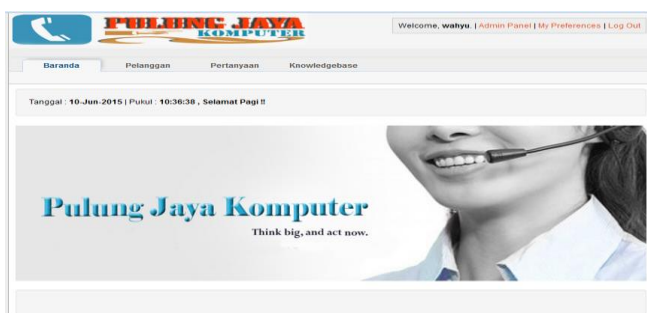 PULUNG JAYA
KOMPUTER
Welcome, wahyu. | Admin Panel | My Preferences | Log Out
Baranda Pelanggan Pertanyaan Knowledgebase
Tanggal : 10-Jun-2015 | Pukul : 10:36:38 , Selamat Pagi !!
Pulung Jaya Komputer
Think big, and act now.